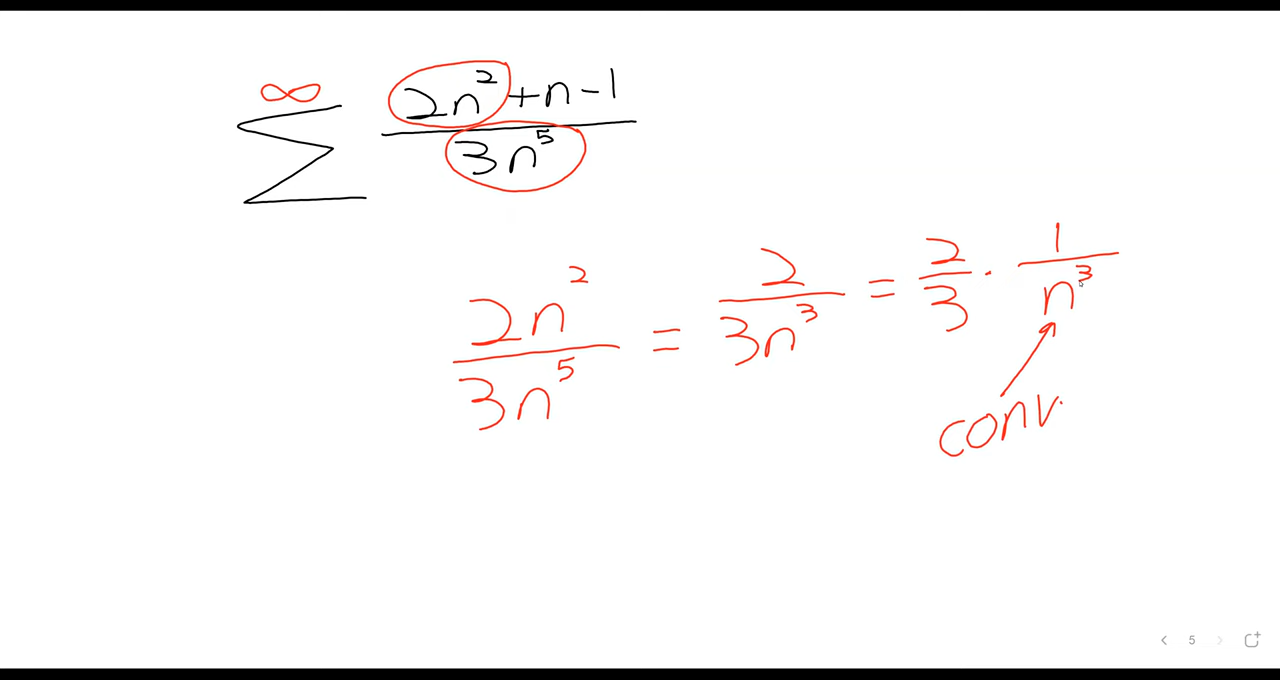 ∞
∑ (2n² + n - 1)/(3n⁵)
2n²/3n⁵ = 2/3n³ = 2/3 · 1/n³
conv.
5